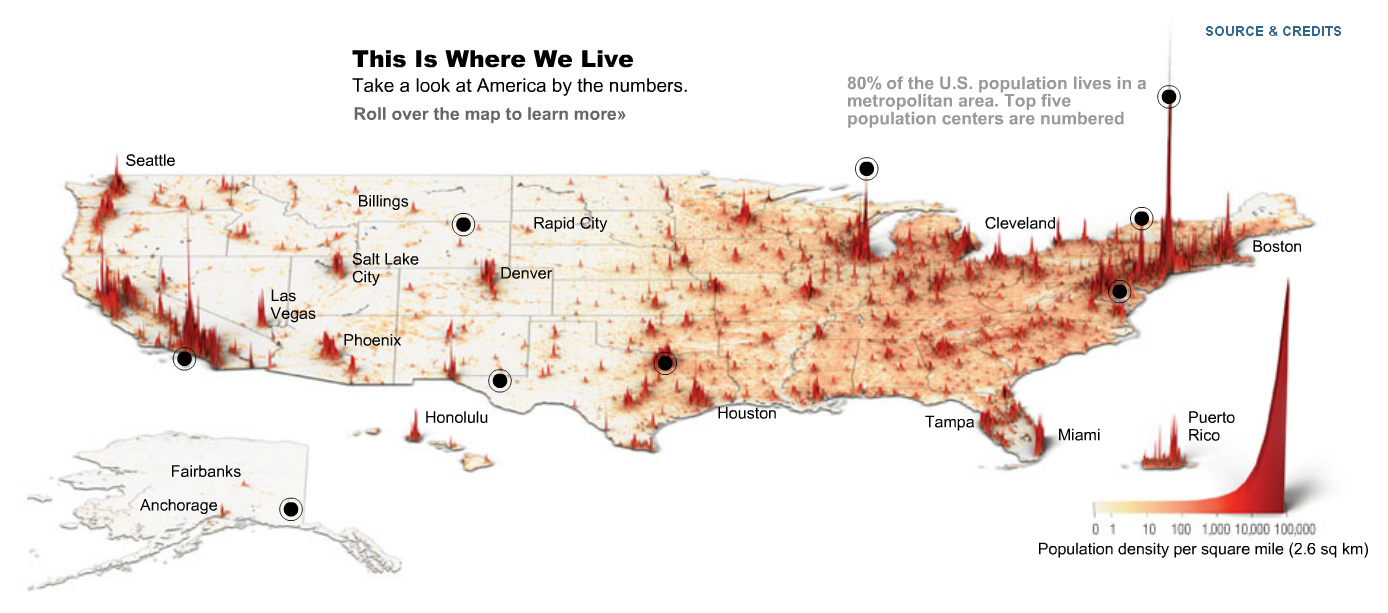 SOURCE & CREDITS
This Is Where We Live
Take a look at America by the numbers.
Roll over the map to learn more»
80% of the U.S. population lives in a
metropolitan area. Top five
population centers are numbered
Seattle
Billings
Rapid City
Cleveland
Boston
Salt Lake
City
Denver
Las
Vegas
Phoenix
Houston
Tampa
Miami
Honolulu
Puerto
Rico
Fairbanks
Anchorage
0 1 10 100 1,000 10,000 100,000
Population density per square mile (2.6 sq km)